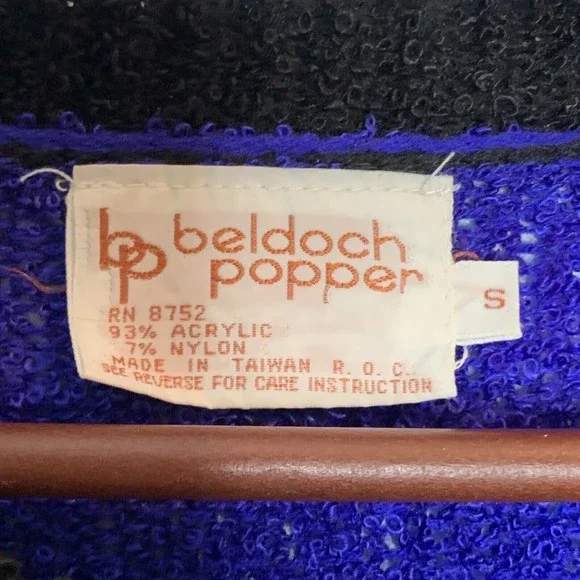 bp beldoch
popper
RN 8752
93% ACRYLIC
7% NYLON
MADE IN TAIWAN R.O.C.
SEE REVERSE FOR CARE INSTRUCTION
S